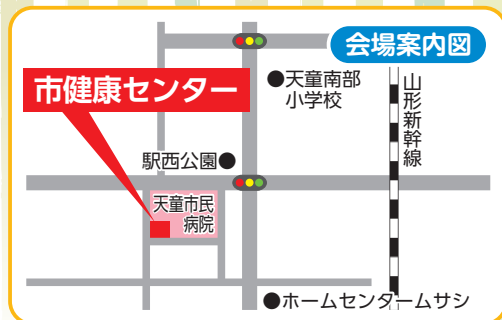 会場案内図
市健康センター
●天童南部
小学校
山形新幹線
駅西公園●
天童市民
病院
●ホームセンタームサシ